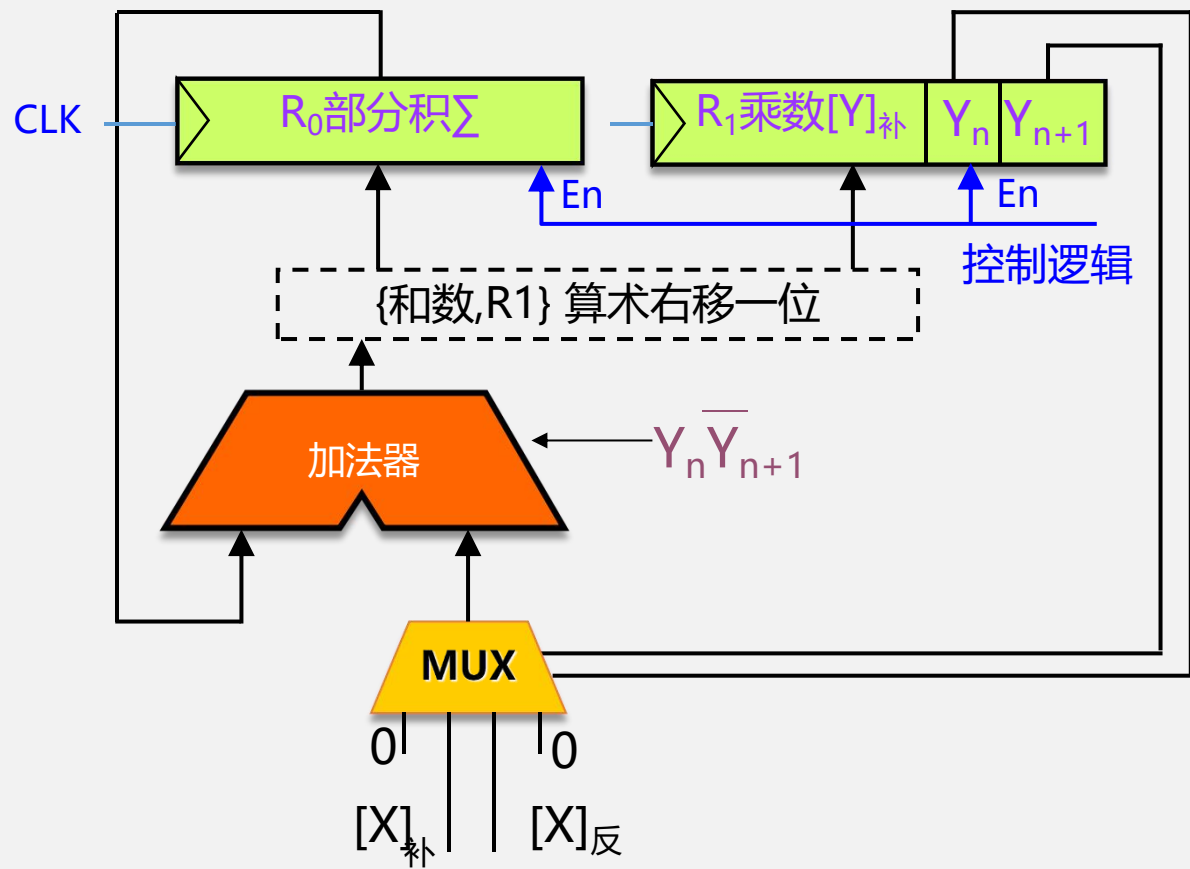 CLK
R₀部分积∑
R₁乘数[Y]补
Yₙ
Yₙ₊₁
En
En
控制逻辑
{和数,R1} 算术右移一位
加法器
YₙY̅ₙ₊₁
MUX
0
0
[X]补
[X]反